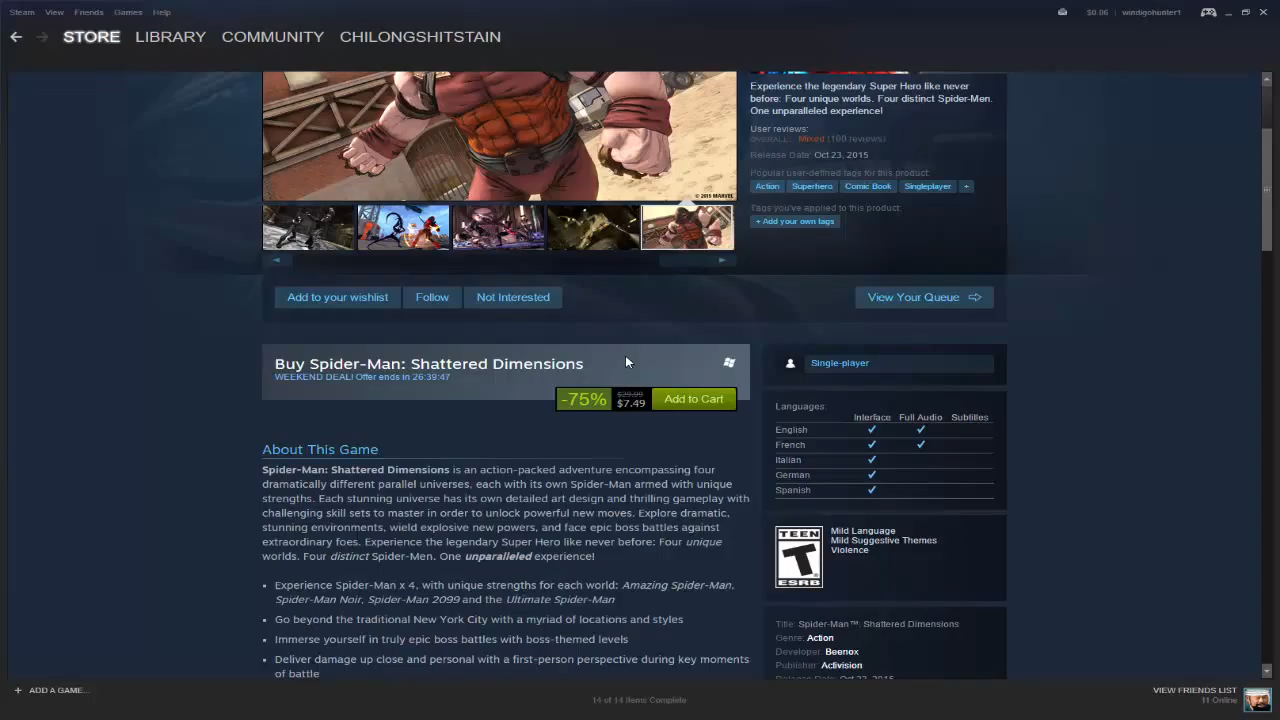 Steam View Friends Games Help
$0.06 windigohunter1
STORE LIBRARY COMMUNITY CHILONGSHITSTAIN
Experience the legendary Super Hero like never
before: Four unique worlds. Four distinct Spider-Men.
One unparalleled experience!
User reviews:
OVERALL: Mixed (100 reviews)
Release Date: Oct 23, 2015
Popular user-defined tags for this product:
Action Superhero Comic Book Singleplayer +
Tags you've applied to this product:
+ Add your own tags
© 2015 MARVEL
Add to your wishlist Follow Not Interested View Your Queue
Buy Spider-Man: Shattered Dimensions
WEEKEND DEAL! Offer ends in 26:39:47
-75% $29.99 $7.49 Add to Cart
About This Game
Spider-Man: Shattered Dimensions is an action-packed adventure encompassing four
dramatically different parallel universes, each with its own Spider-Man armed with unique
strengths. Each stunning universe has its own detailed art design and thrilling gameplay with
challenging skill sets to master in order to unlock powerful new moves. Explore dramatic,
stunning environments, wield explosive new powers, and face epic boss battles against
extraordinary foes. Experience the legendary Super Hero like never before: Four unique
worlds. Four distinct Spider-Men. One unparalleled experience!
Experience Spider-Man x 4, with unique strengths for each world: Amazing Spider-Man,
Spider-Man Noir, Spider-Man 2099 and the Ultimate Spider-Man
Go beyond the traditional New York City with a myriad of locations and styles
Immerse yourself in truly epic boss battles with boss-themed levels
Deliver damage up close and personal with a first-person perspective during key moments
of battle
Single-player
Languages:
Interface Full Audio Subtitles
English ✔ ✔
French ✔ ✔
Italian ✔
German ✔
Spanish ✔
TEEN
T
ESRB
Mild Language
Mild Suggestive Themes
Violence
Title: Spider-Man™: Shattered Dimensions
Genre: Action
Developer: Beenox
Publisher: Activision
Release Date: Oct 23, 2015
+ ADD A GAME...
14 of 14 Items Complete
VIEW FRIENDS LIST
11 Online